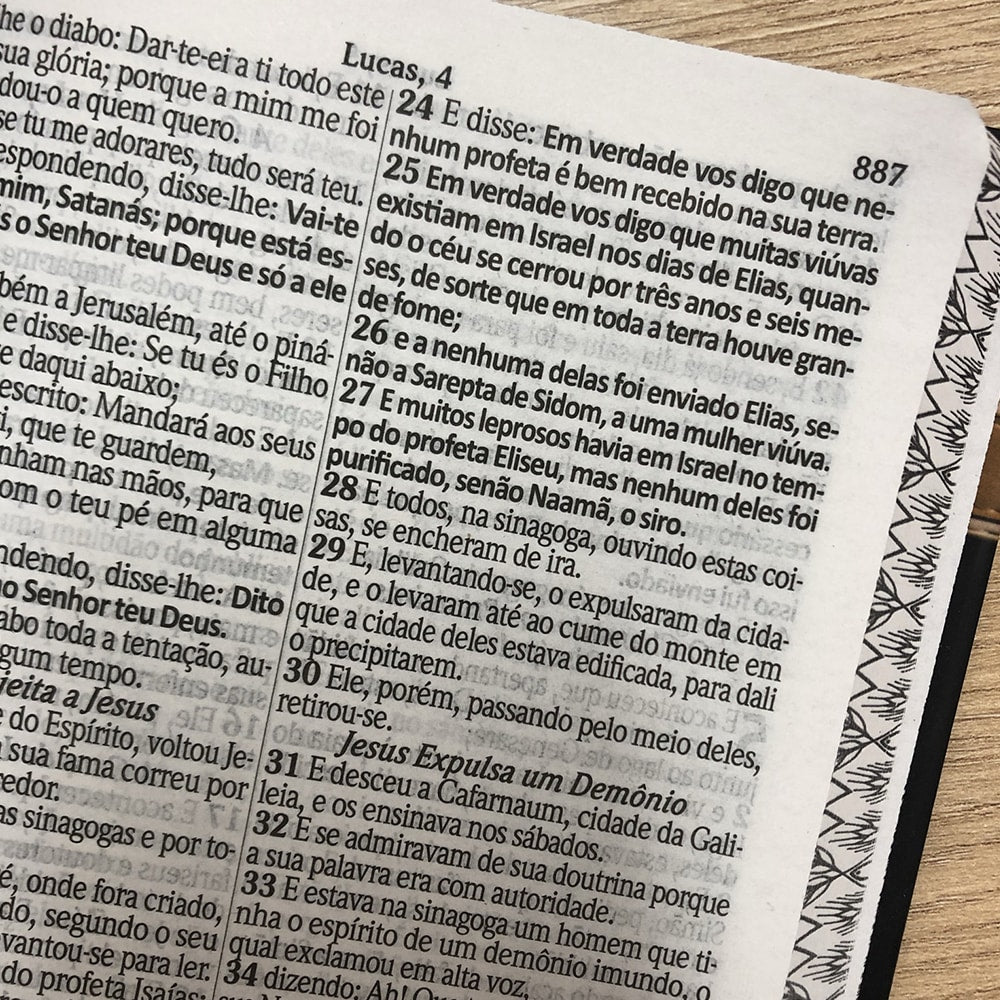 Lucas, 4
887
he o diabo: Dar-te-ei a ti todo este
sua glória; porque a mim me foi
dou-o a quem quero.
se tu me adorares, tudo será teu.
espondendo, disse-lhe: Vai-te
mim, Satanás; porque está es-
s o Senhor teu Deus e só a ele
bém a Jerusalém, até o piná-
e disse-lhe: Se tu és o Filho
e daqui abaixo;
escrito: Mandará aos seus
i, que te guardem,
nham nas mãos, para que
om o teu pé em alguma
ndendo, disse-lhe: Dito
o Senhor teu Deus.
abo toda a tentação, au-
gum tempo.
jeita a Jesus
e do Espírito, voltou Je-
a sua fama correu por
redor.
as sinagogas e por to-
é, onde fora criado,
do, segundo o seu
vantou-se para ler.
do profeta Isaías;
24 E disse: Em verdade vos digo que ne-
nhum profeta é bem recebido na sua terra.
25 Em verdade vos digo que muitas viúvas
existiam em Israel nos dias de Elias, quan-
do o céu se cerrou por três anos e seis me-
ses, de sorte que em toda a terra houve gran-
de fome;
26 e a nenhuma delas foi enviado Elias, se-
não a Sarepta de Sidom, a uma mulher viúva.
27 E muitos leprosos havia em Israel no tem-
po do profeta Eliseu, mas nenhum deles foi
purificado, senão Naamã, o siro.
28 E todos, na sinagoga, ouvindo estas coi-
sas, se encheram de ira.
29 E, levantando-se, o expulsaram da cida-
de, e o levaram até ao cume do monte em
que a cidade deles estava edificada, para dali
o precipitarem.
30 Ele, porém, passando pelo meio deles,
retirou-se.
Jesus Expulsa um Demônio
31 E desceu a Cafarnaum, cidade da Gali-
leia, e os ensinava nos sábados.
32 E se admiravam de sua doutrina porque
a sua palavra era com autoridade.
33 E estava na sinagoga um homem que ti-
nha o espírito de um demônio imundo, o
qual exclamou em alta voz,
34 dizendo: Ah!